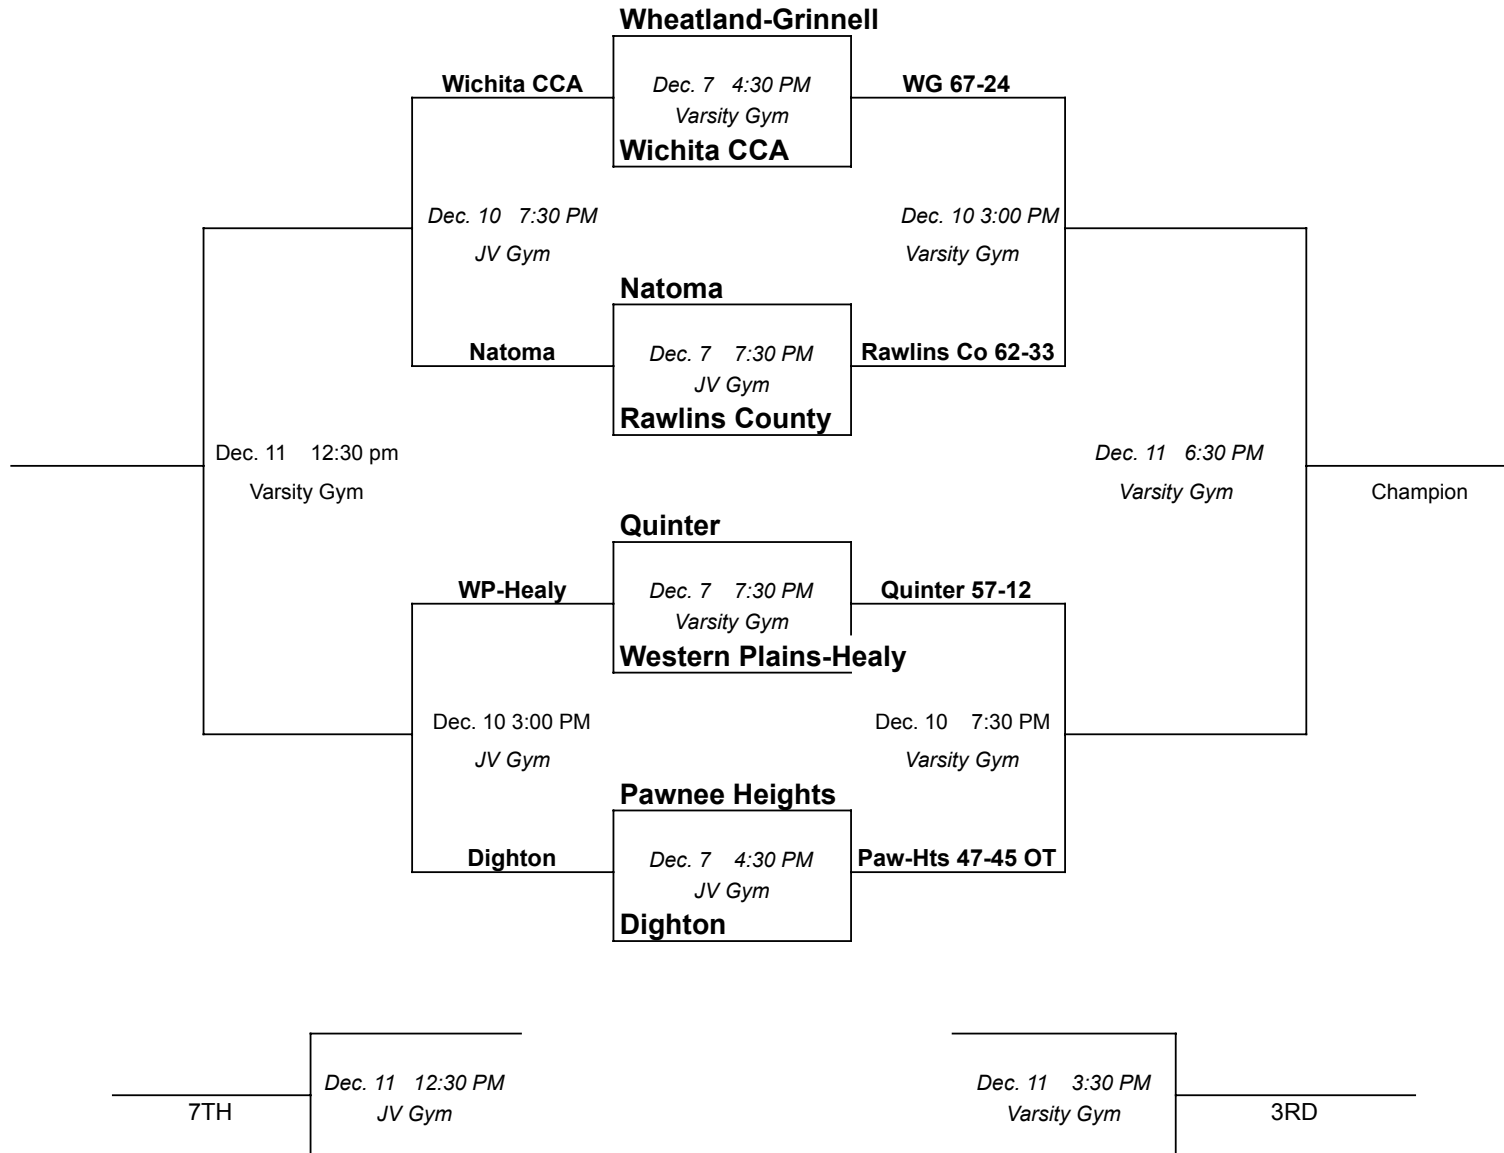 Wheatland-Grinnell
Wichita CCA
Dec. 7 4:30 PM
WG 67-24
Varsity Gym
Wichita CCA
Dec. 10 7:30 PM
Dec. 10 3:00 PM
JV Gym
Varsity Gym
Natoma
Natoma
Dec. 7 7:30 PM
Rawlins Co 62-33
JV Gym
Rawlins County
Dec. 11 12:30 pm
Dec. 11 6:30 PM
Varsity Gym
Varsity Gym
Champion
Quinter
WP-Healy
Dec. 7 7:30 PM
Quinter 57-12
Varsity Gym
Western Plains-Healy
Dec. 10 3:00 PM
Dec. 10 7:30 PM
JV Gym
Varsity Gym
Pawnee Heights
Dighton
Dec. 7 4:30 PM
Paw-Hts 47-45 OT
JV Gym
Dighton
Dec. 11 12:30 PM
Dec. 11 3:30 PM
7TH
JV Gym
Varsity Gym
3RD